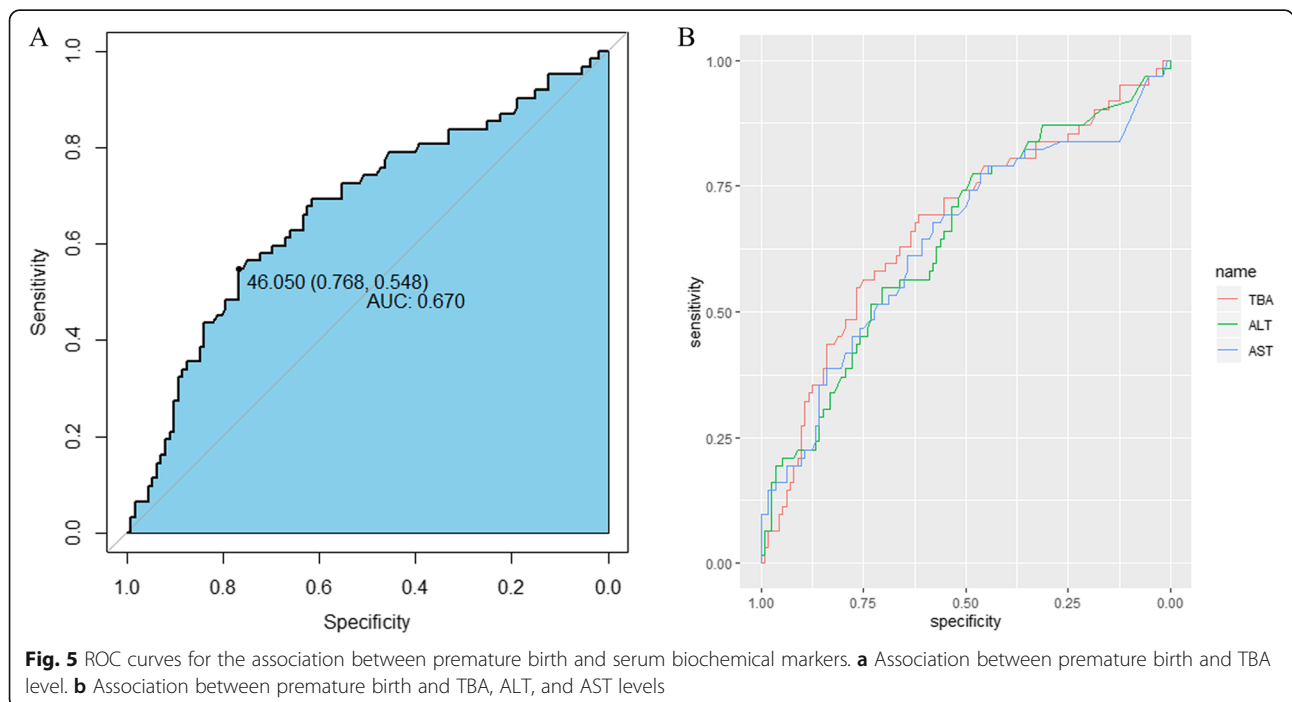 A
1.0
0.8
0.6
0.4
0.2
0.0
Sensitivity
46.050 (0.768, 0.548)
AUC: 0.670
1.0
0.8
0.6
0.4
0.2
0.0
Specificity
B
1.00
0.75
0.50
0.25
0.00
sensitivity
1.00
0.75
0.50
0.25
0.00
specificity
name
TBA
ALT
AST
Fig. 5 ROC curves for the association between premature birth and serum biochemical markers. a Association between premature birth and TBA
level. b Association between premature birth and TBA, ALT, and AST levels